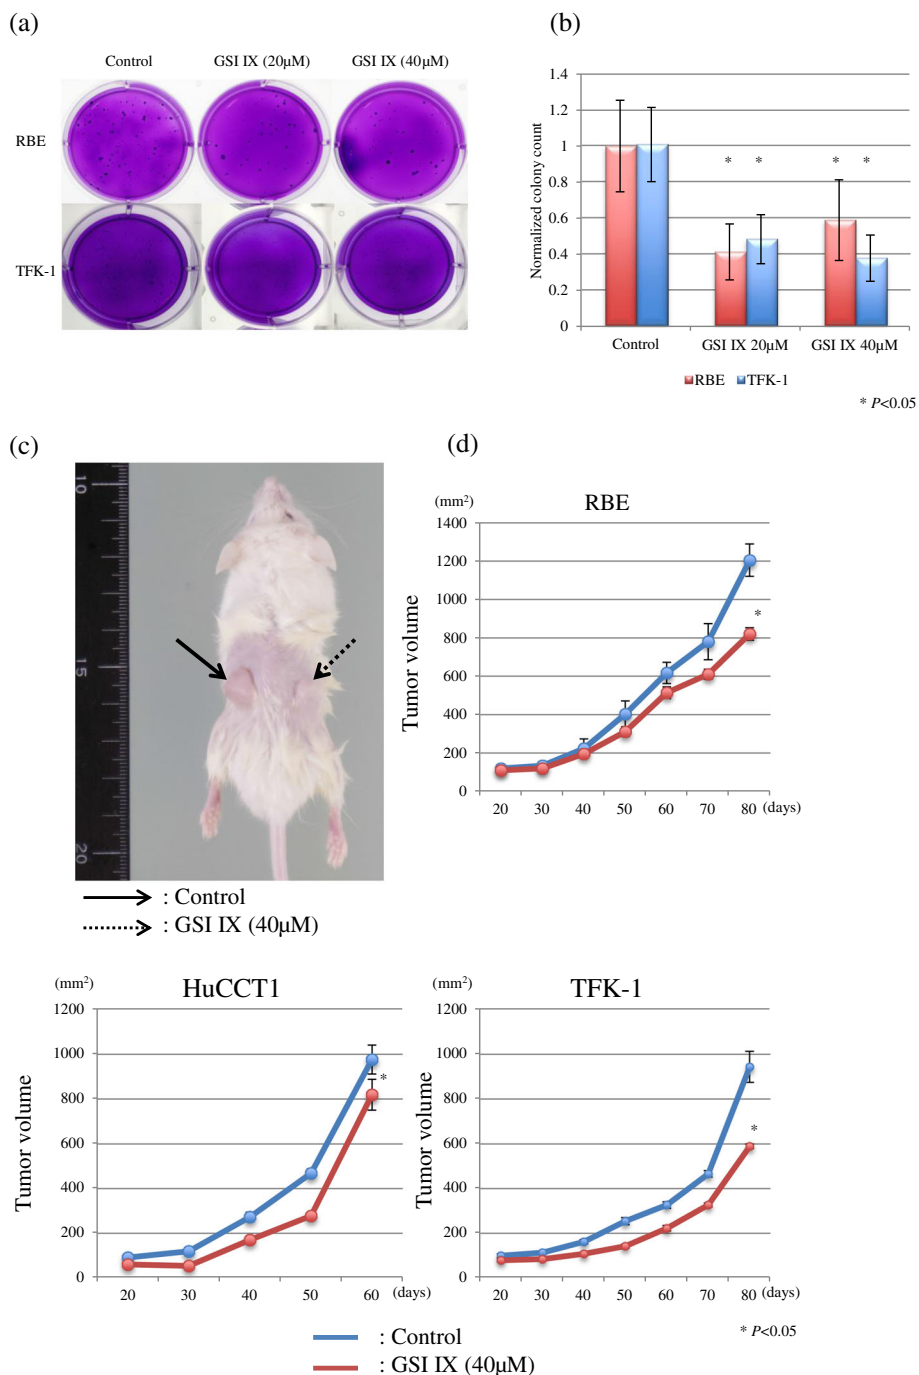 (a)
Control GSI IX (20µM) GSI IX (40µM)
RBE
TFK-1
(b)
Normalized colony count
1.4
1.2
1
0.8
0.6
0.4
0.2
0
* * * *
Control GSI IX 20µM GSI IX 40µM
RBE TFK-1
* P<0.05
(c)
10
15
20
: Control
: GSI IX (40µM)
(d)
(mm²) RBE
Tumor volume
1400
1200
1000
800
600
400
200
0
*
20 30 40 50 60 70 80 (days)
(mm²) HuCCT1
Tumor volume
1200
1000
800
600
400
200
0
*
20 30 40 50 60 (days)
(mm²) TFK-1
Tumor volume
1200
1000
800
600
400
200
0
*
20 30 40 50 60 70 80 (days)
* P<0.05
: Control
: GSI IX (40µM)